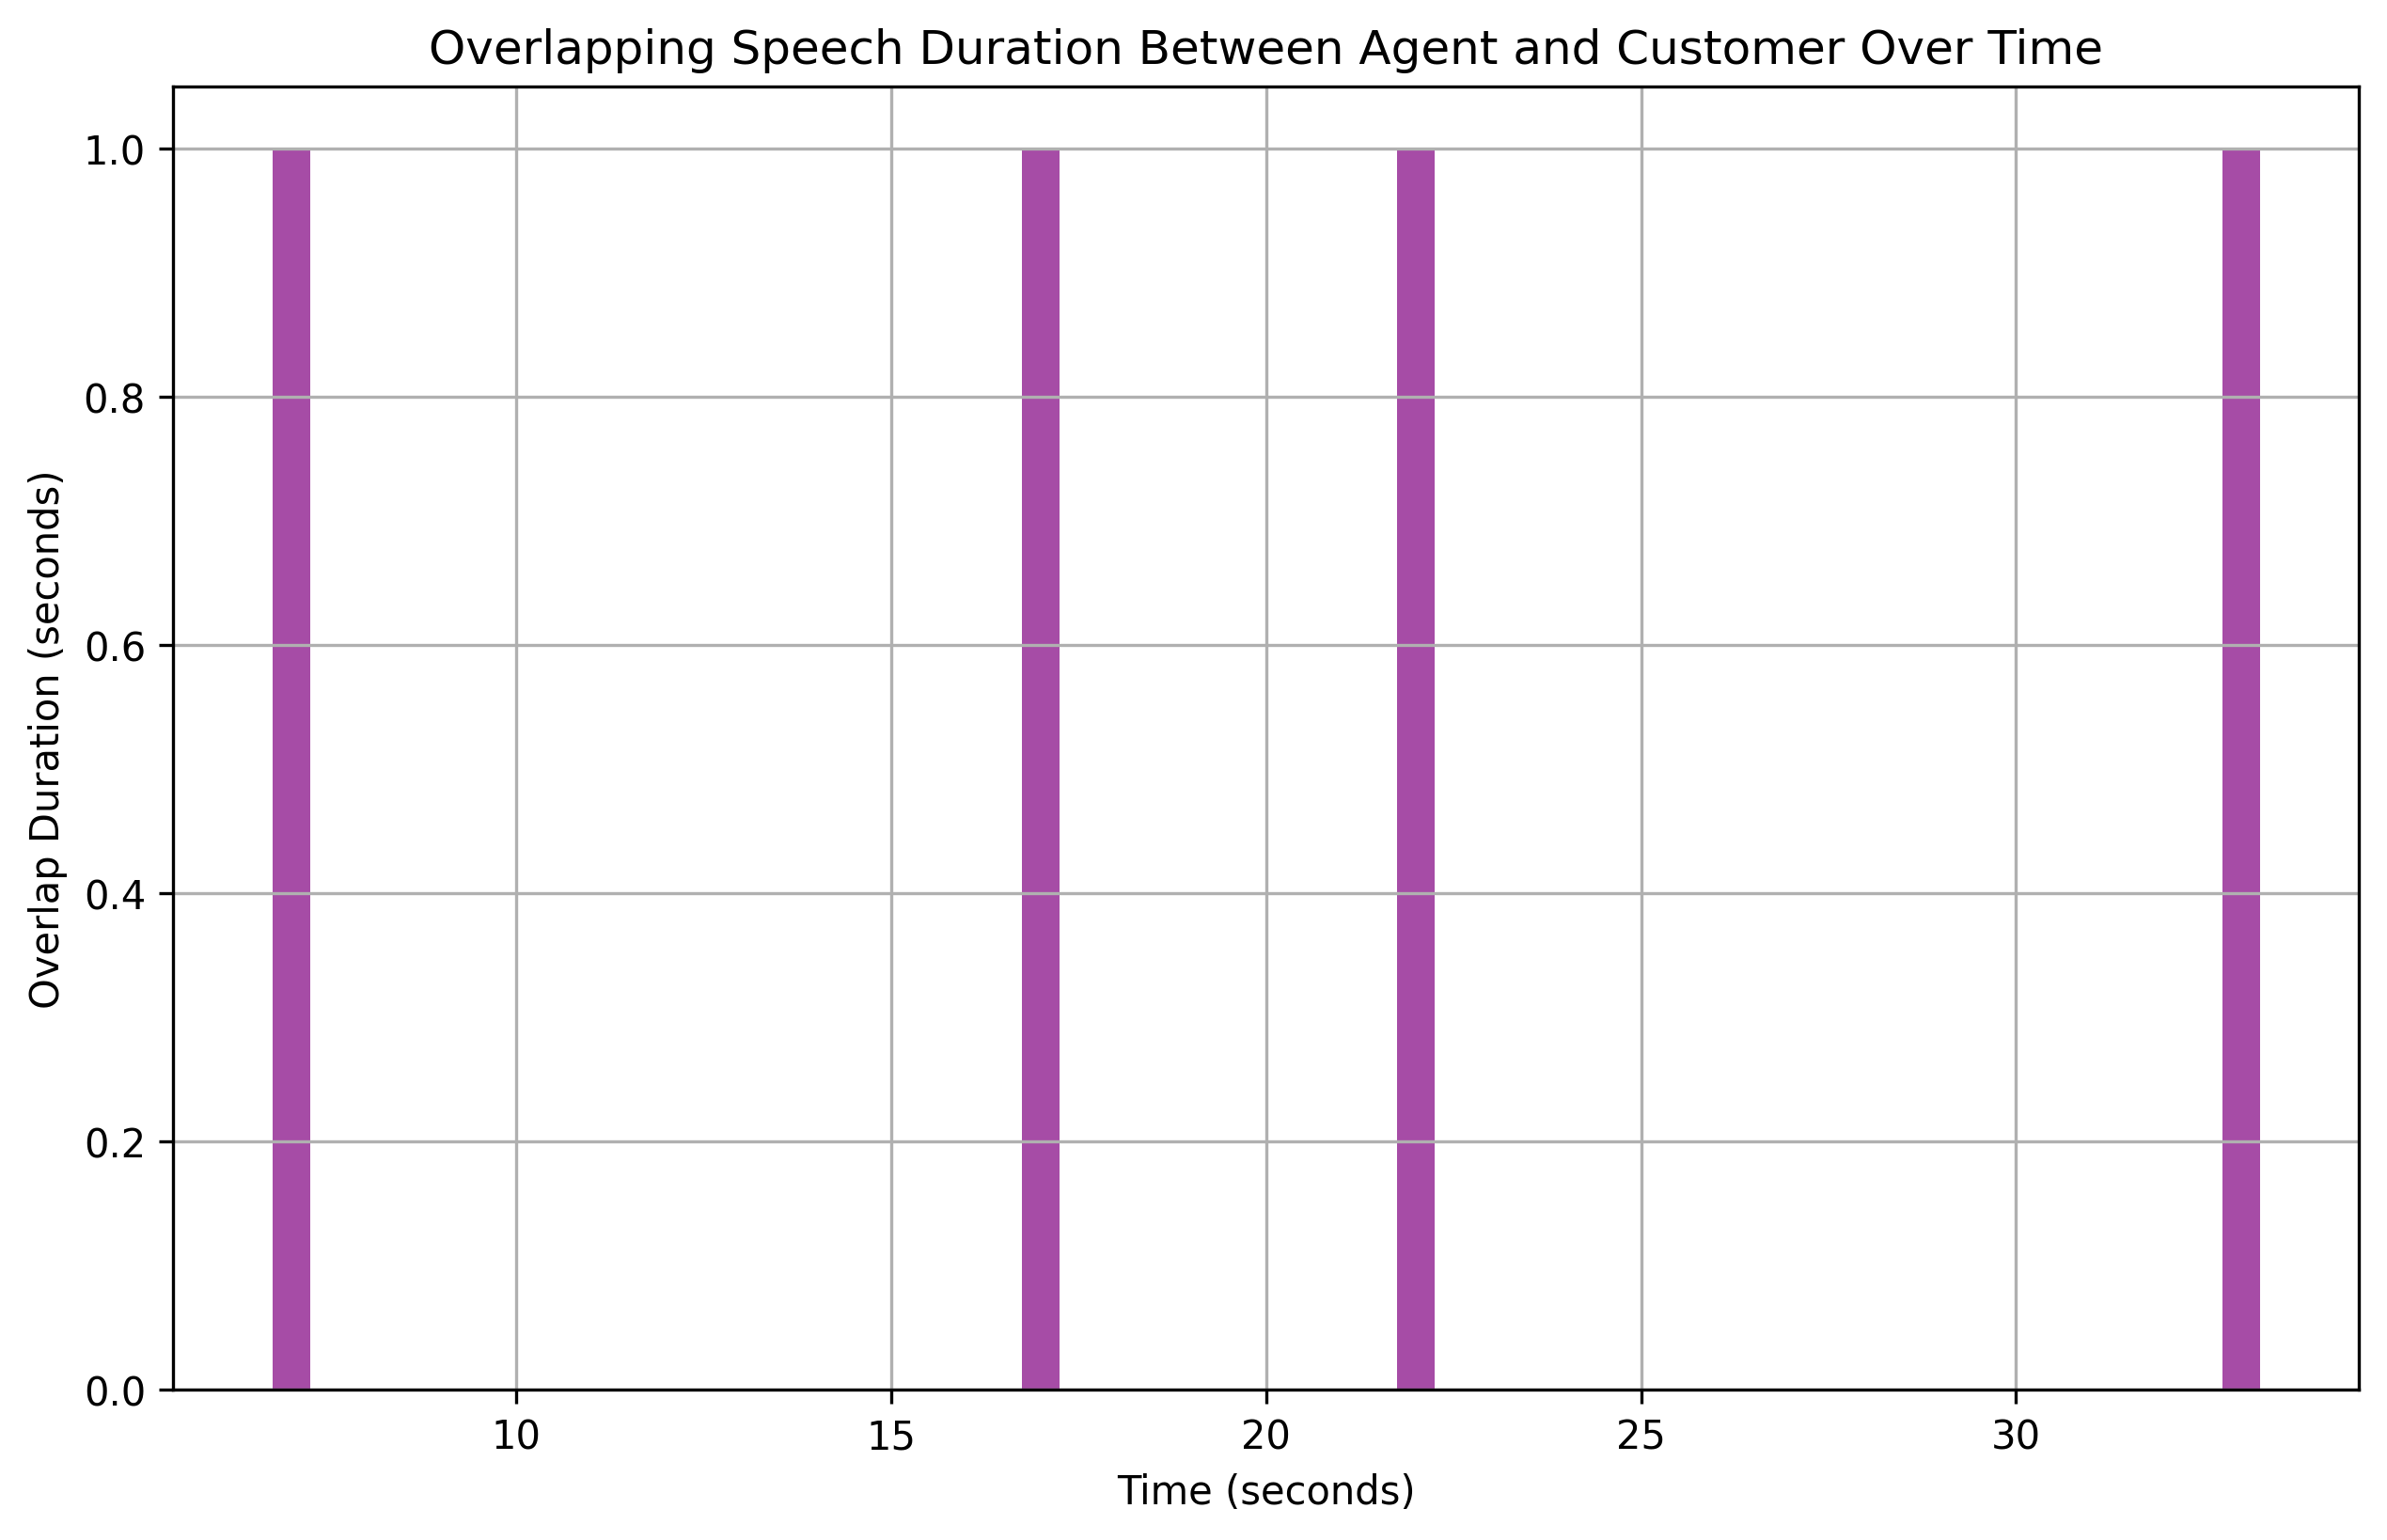 Overlapping Speech Duration Between Agent and Customer Over Time
Overlap Duration (seconds)
1.0
0.8
0.6
0.4
0.2
0.0
10 15 20 25 30
Time (seconds)